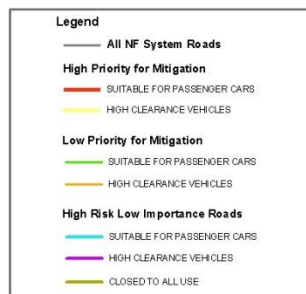 Legend
All NF System Roads
High Priority for Mitigation
SUITABLE FOR PASSENGER CARS
HIGH CLEARANCE VEHICLES
Low Priority for Mitigation
SUITABLE FOR PASSENGER CARS
HIGH CLEARANCE VEHICLES
High Risk Low Importance Roads
SUITABLE FOR PASSENGER CARS
HIGH CLEARANCE VEHICLES
CLOSED TO ALL USE